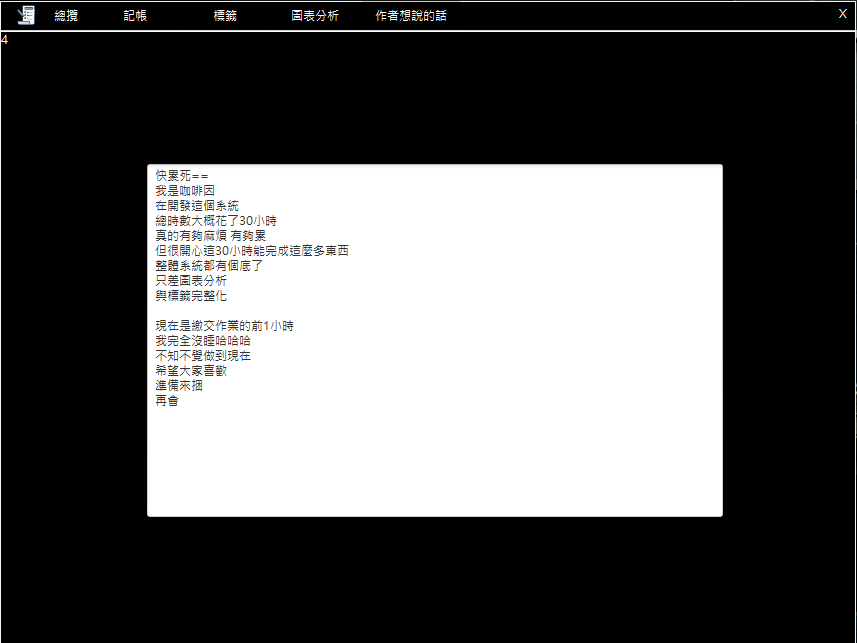 總攬 記帳 標籤 圖表分析 作者想說的話 X
4
快累死==
我是咖啡因
在開發這個系統
總時數大概花了30小時
真的有夠麻煩 有夠累
但很開心這30小時能完成這麼多東西
整體系統都有個底了
只差圖表分析
與標籤完整化
現在是繳交作業的前1小時
我完全沒睡哈哈哈
不知不覺做到現在
希望大家喜歡
準備來捆
再會